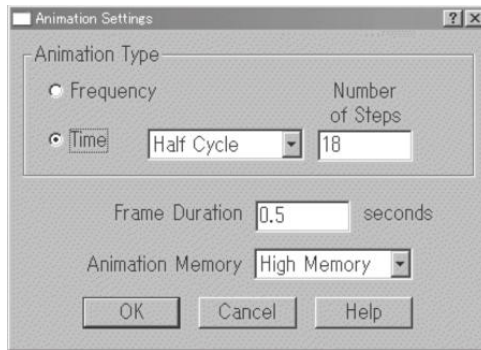 Animation Settings
Animation Type
Frequency
Number
of Steps
Time
Half Cycle
18
Frame Duration
0.5
seconds
Animation Memory
High Memory
OK
Cancel
Help